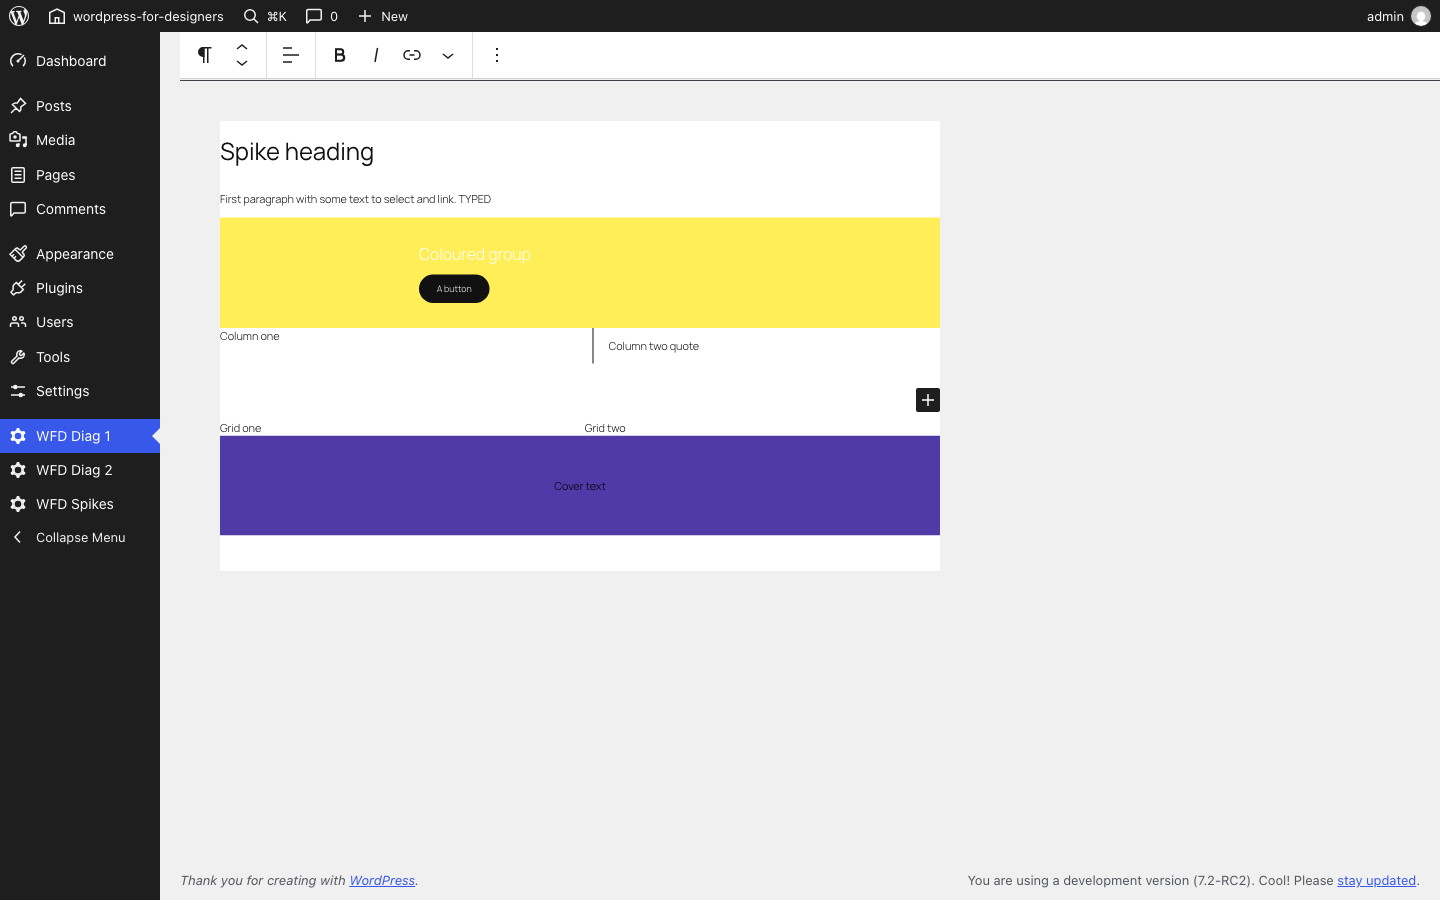 wordpress-for-designers
⌘K
0
New
admin
Dashboard
Posts
Media
Pages
Comments
Appearance
Plugins
Users
Tools
Settings
WFD Diag 1
WFD Diag 2
WFD Spikes
Collapse Menu
B I
Spike heading
First paragraph with some text to select and link. TYPED
Coloured group
A button
Column one
Column two quote
Grid one
Grid two
Cover text
Thank you for creating with WordPress.
You are using a development version (7.2-RC2). Cool! Please stay updated.